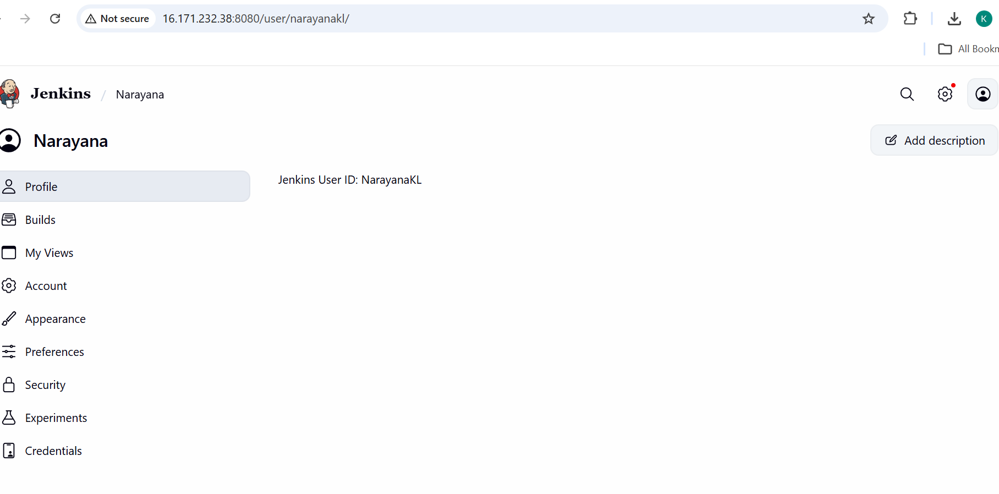 Not secure 16.171.232.38:8080/user/narayanakl/ K
All Bookm
Jenkins / Narayana
Narayana
Add description
Profile
Jenkins User ID: NarayanaKL
Builds
My Views
Account
Appearance
Preferences
Security
Experiments
Credentials